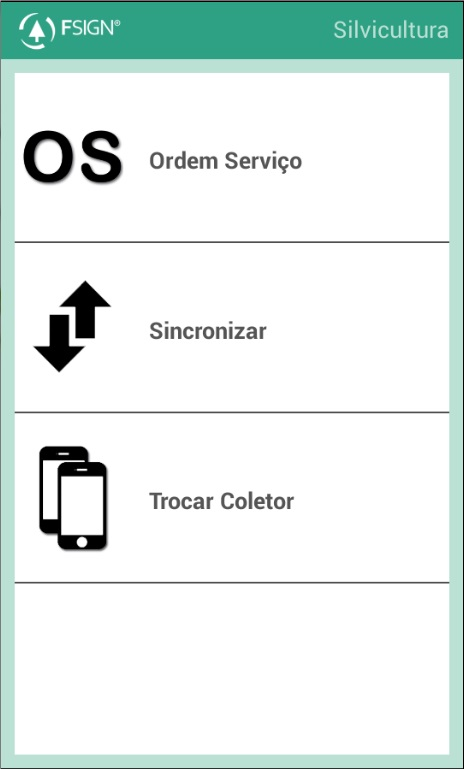 FSIGN®
Silvicultura
OS
Ordem Serviço
Sincronizar
Trocar Coletor